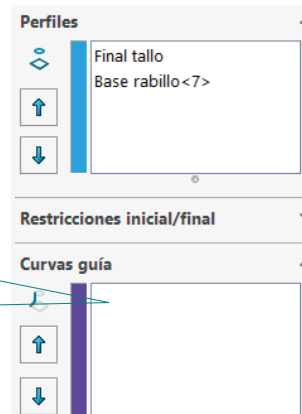 Perfiles
Final tallo
Base rabillo<7>
Restricciones inicial/final
Curvas guía